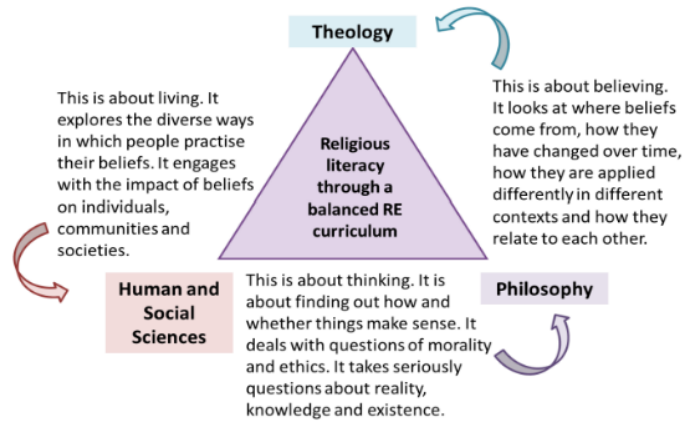 Theology
This is about believing.
It looks at where beliefs
come from, how they
have changed over time,
how they are applied
differently in different
contexts and how they
relate to each other.
This is about living. It
explores the diverse ways
in which people practise
their beliefs. It engages
with the impact of beliefs
on individuals,
communities and
societies.
Religious
literacy
through a
balanced RE
curriculum
Human and
Social
Sciences
This is about thinking. It is
about finding out how and
whether things make sense. It
deals with questions of morality
and ethics. It takes seriously
questions about reality,
knowledge and existence.
Philosophy